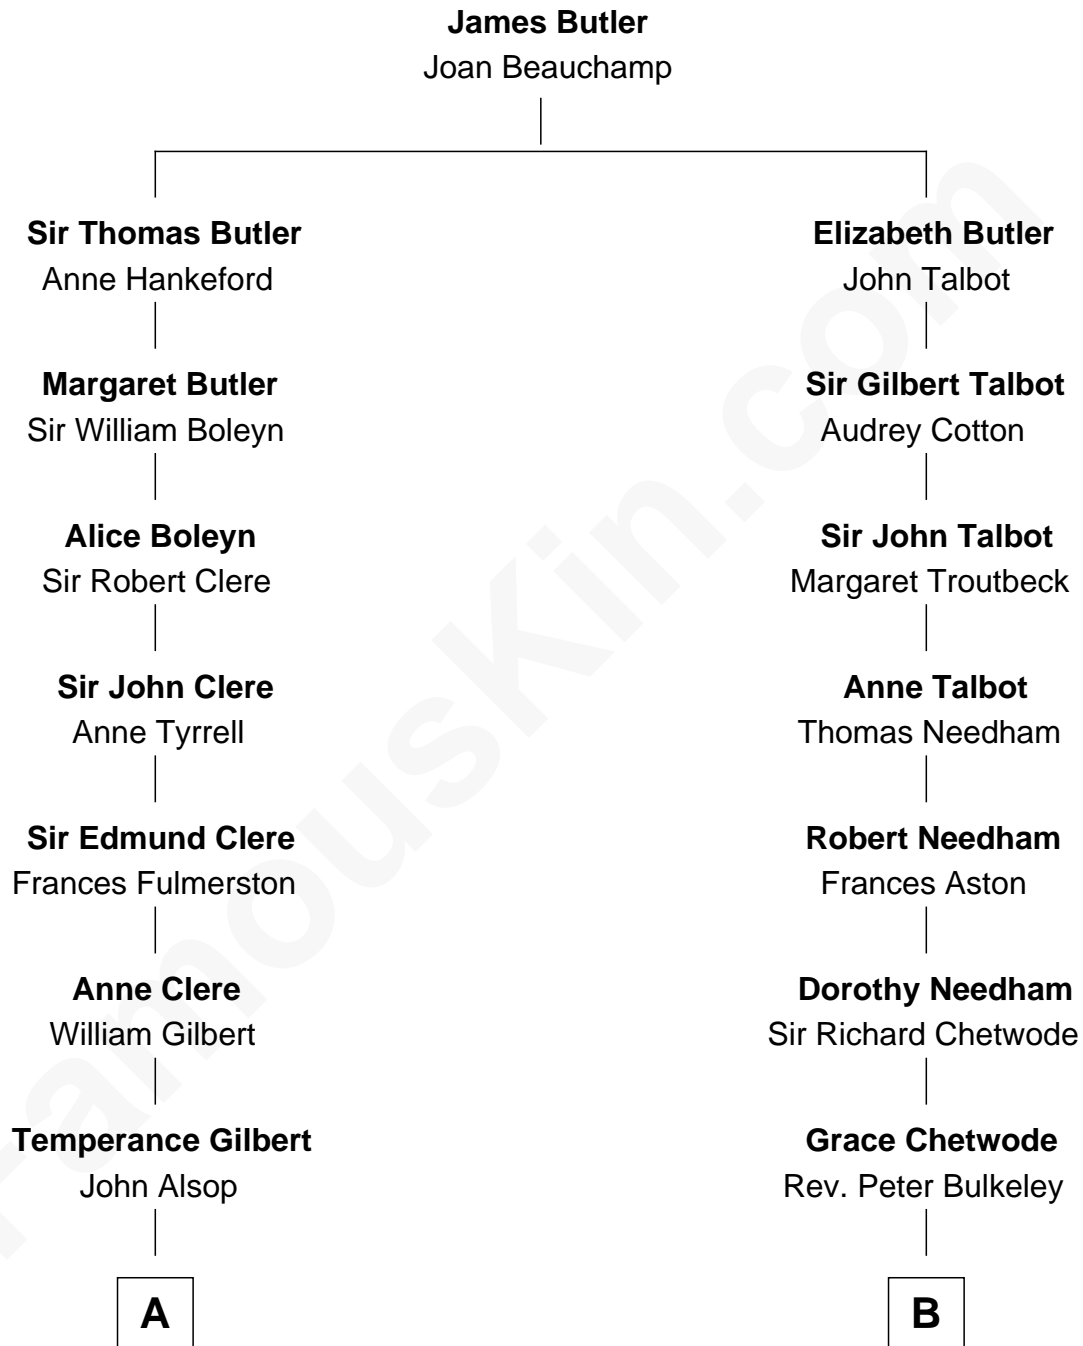 James Butler
Joan Beauchamp
Sir Thomas Butler
Anne Hankeford
Elizabeth Butler
John Talbot
Margaret Butler
Sir William Boleyn
Sir Gilbert Talbot
Audrey Cotton
Alice Boleyn
Sir Robert Clere
Sir John Talbot
Margaret Troutbeck
Sir John Clere
Anne Tyrrell
Anne Talbot
Thomas Needham
Sir Edmund Clere
Frances Fulmerston
Robert Needham
Frances Aston
Anne Clere
William Gilbert
Dorothy Needham
Sir Richard Chetwode
Temperance Gilbert
John Alsop
Grace Chetwode
Rev. Peter Bulkeley
A
B
FamousKin.com